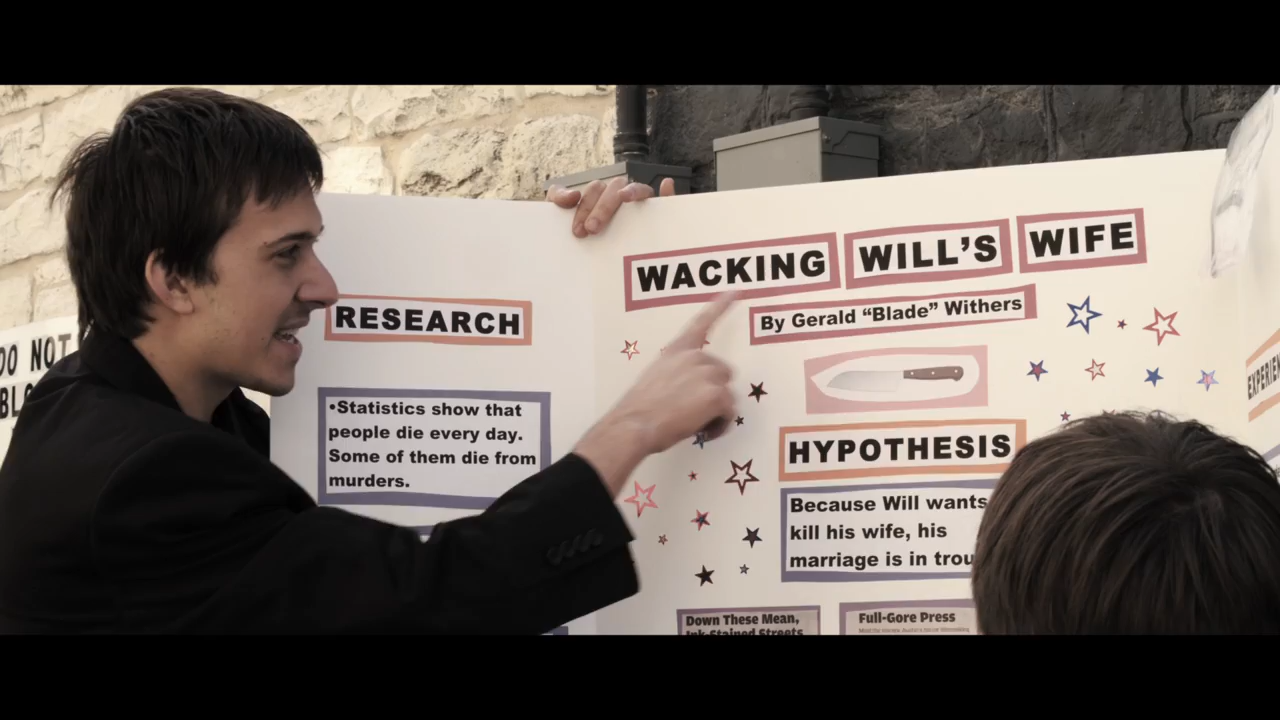 DO NOT
RESEARCH
•Statistics show that
people die every day.
Some of them die from
murders.
WACKING WILL'S WIFE
By Gerald “Blade” Withers
HYPOTHESIS
Because Will wants
kill his wife, his
marriage is in trou
Down These Mean,
Ink-Stained Streets
Full-Gore Press
EXPERIE